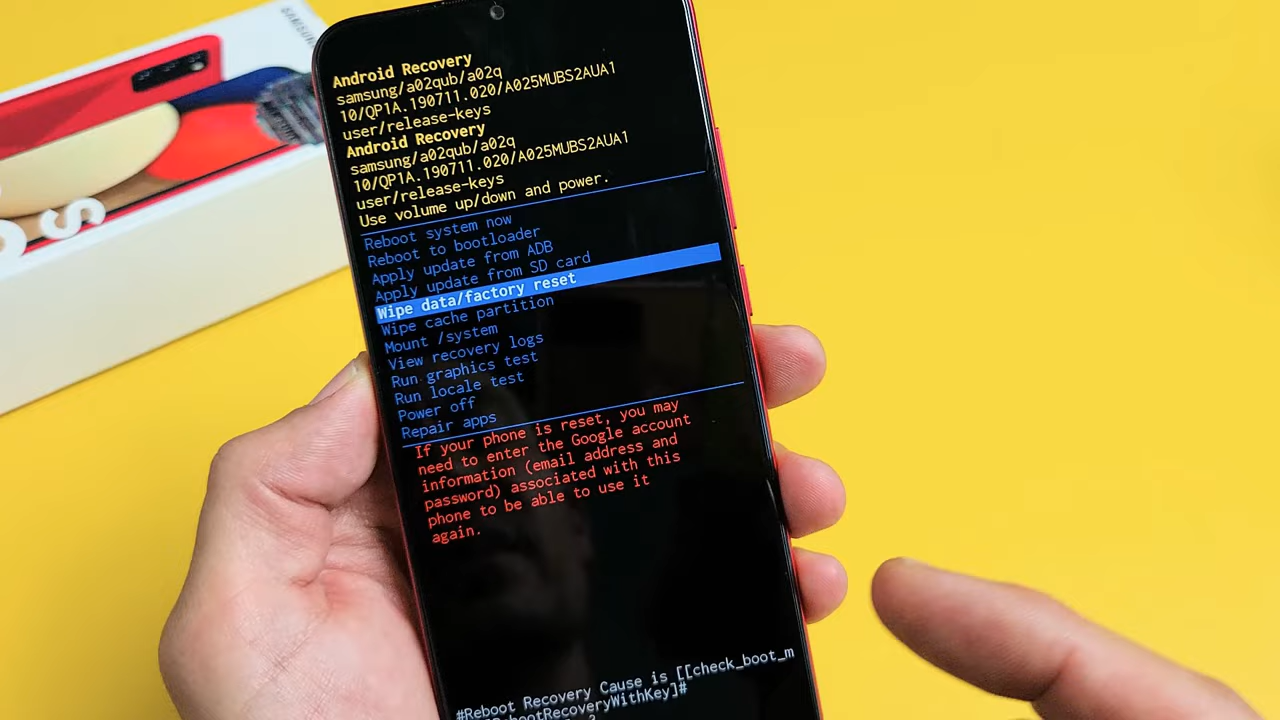 SAMSUNG
Android Recovery
samsung/a02qub/a02q
10/QP1A.190711.020/A025MUBS2AUA1
user/release-keys
Android Recovery
samsung/a02qub/a02q
10/QP1A.190711.020/A025MUBS2AUA1
user/release-keys
Use volume up/down and power.
Reboot system now
Reboot to bootloader
Apply update from ADB
Apply update from SD card
Wipe data/factory reset
Wipe cache partition
Mount /system
View recovery logs
Run graphics test
Run locale test
Power off
Repair apps
If your phone is reset, you may
need to enter the Google account
information (email address and
password) associated with this
phone to be able to use it
again.
#Reboot Recovery Cause is [[check_boot_m
RebootRecoveryWithKey]#